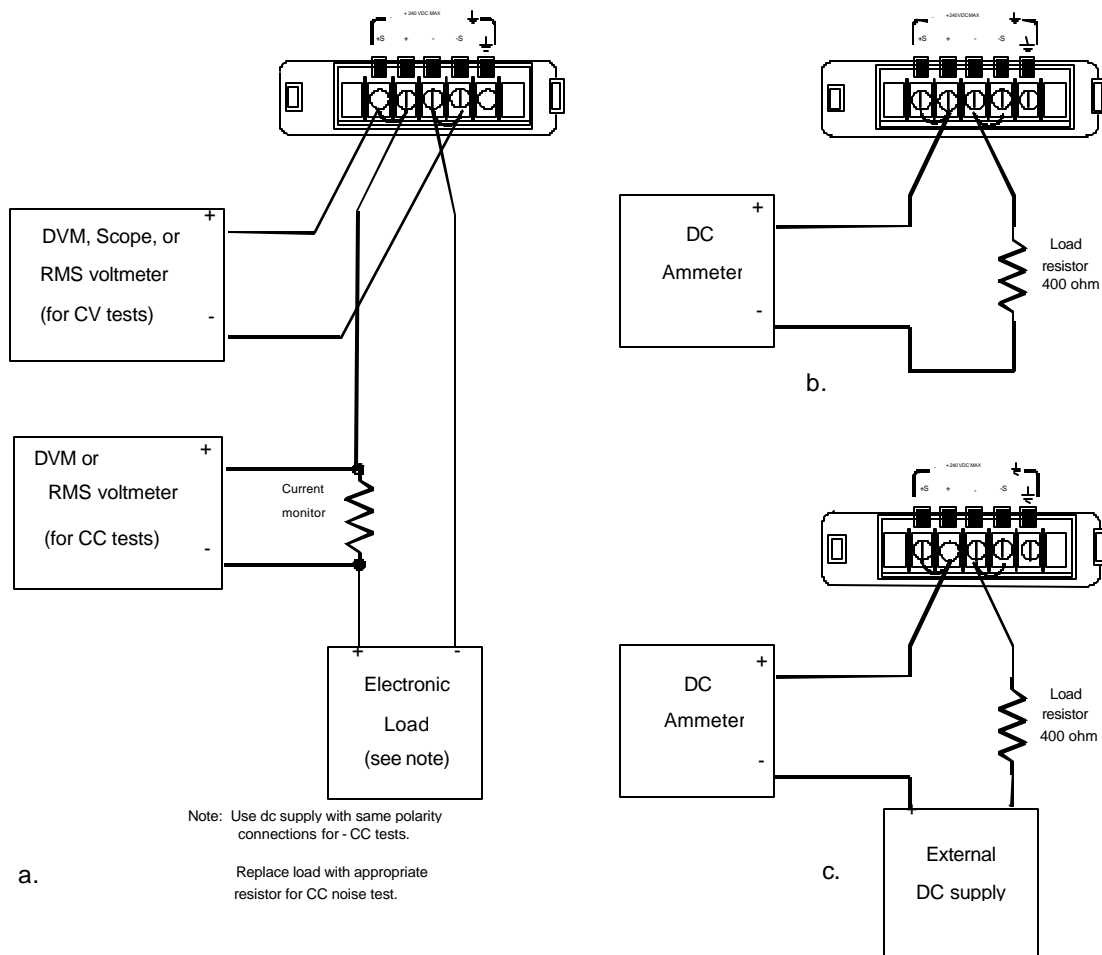 + 240 VDC MAX
+S + - -S
+
DVM, Scope, or
RMS voltmeter
(for CV tests)
-
+
DVM or
RMS voltmeter
(for CC tests)
-
Current
monitor
+ -
Electronic
Load
(see note)
Note: Use dc supply with same polarity
connections for - CC tests.
Replace load with appropriate
resistor for CC noise test.
a.
- +240VDC MAX
+S + - -S
+
DC
Ammeter
-
Load
resistor
400 ohm
b.
- +240 VDC MAX
+S + - -S
+
DC
Ammeter
-
Load
resistor
400 ohm
+ -
External
DC supply
c.